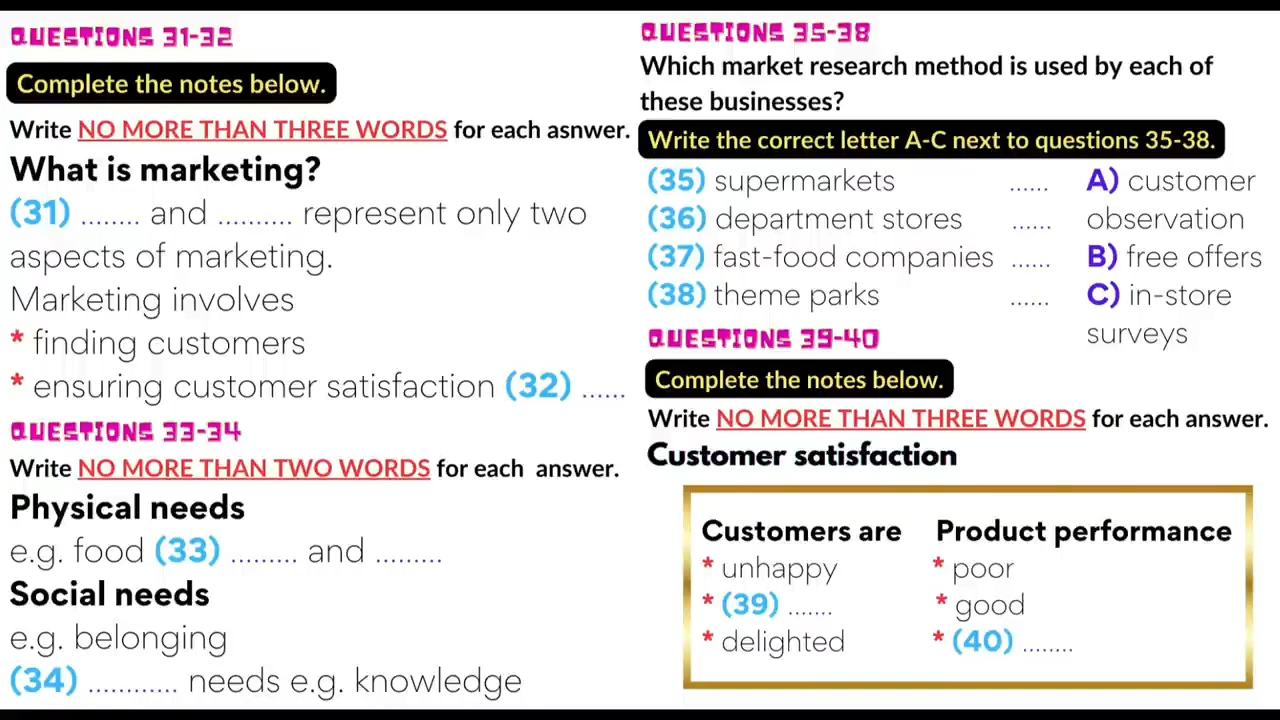 QUESTIONS 31-32
Complete the notes below.
Write NO MORE THAN THREE WORDS for each asnwer.
What is marketing?
(31) ........ and .......... represent only two
aspects of marketing.
Marketing involves
* finding customers
* ensuring customer satisfaction (32) ......
QUESTIONS 33-34
Write NO MORE THAN TWO WORDS for each answer.
Physical needs
e.g. food (33) ......... and .........
Social needs
e.g. belonging
(34) ............ needs e.g. knowledge
QUESTIONS 35-38
Which market research method is used by each of
these businesses?
Write the correct letter A-C next to questions 35-38.
(35) supermarkets ...... A) customer
(36) department stores ...... observation
(37) fast-food companies ...... B) free offers
(38) theme parks ...... C) in-store
surveys
QUESTIONS 39-40
Complete the notes below.
Write NO MORE THAN THREE WORDS for each answer.
Customer satisfaction
Customers are Product performance
* unhappy * poor
* (39) ....... * good
* delighted * (40) ........